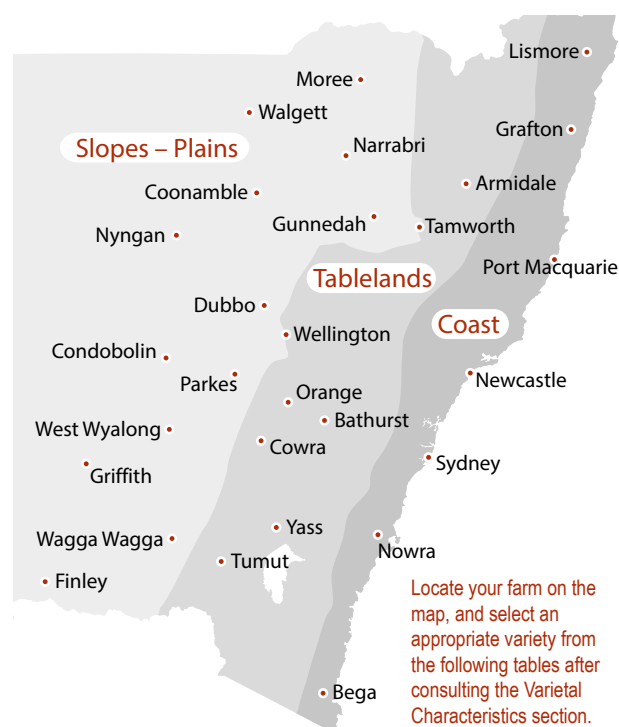 Lismore
Moree
Walgett
Grafton
Slopes – Plains
Narrabri
Armidale
Coonamble
Gunnedah
Tamworth
Nyngan
Port Macquarie
Tablelands
Dubbo
Coast
Wellington
Condobolin
Parkes
Newcastle
Orange
Bathurst
West Wyalong
Cowra
Sydney
Griffith
Yass
Wagga Wagga
Nowra
Tumut
Finley
Locate your farm on the
map, and select an
appropriate variety from
the following tables after
consulting the Varietal
Characteristics section.
Bega